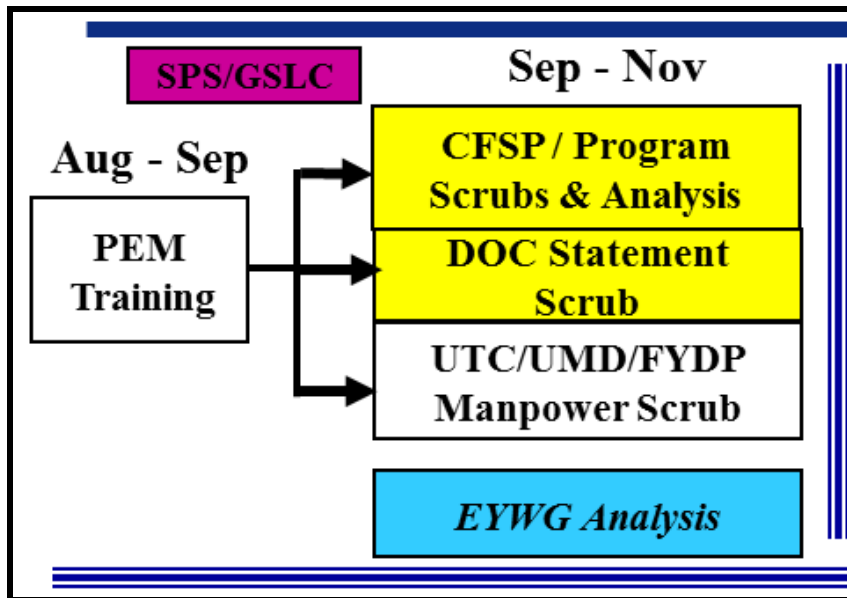 SPS/GSLC
Sep - Nov
Aug - Sep
PEM
Training
CFSP / Program
Scrubs & Analysis
DOC Statement
Scrub
UTC/UMD/FYDP
Manpower Scrub
EYWG Analysis